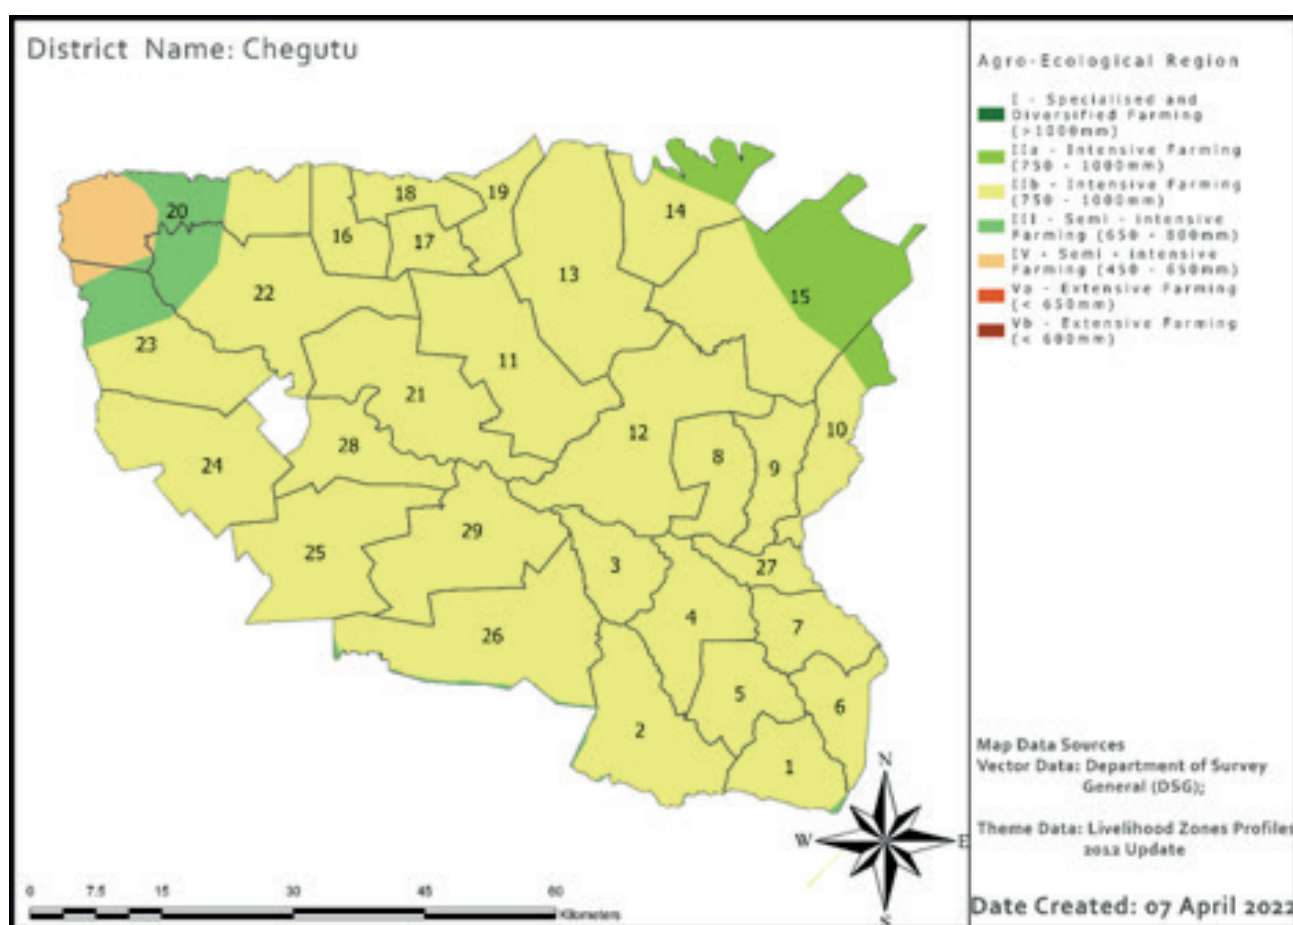 District Name: Chegutu
Agro-Ecological Region
I - Specialised and
Diversified Farming
(>1000mm)
IIa - Intensive Farming
(750 - 1000mm)
IIb - Intensive Farming
(750 - 1000mm)
III - Semi - intensive
Farming (650 - 800mm)
IV - Semi - intensive
Farming (450 - 650mm)
Va - Extensive Farming
(< 650mm)
Vb - Extensive Farming
(< 600mm)
20
18
19
14
16
17
13
15
22
23
11
21
12
10
28
8
9
24
29
25
3
27
4
7
26
5
6
2
1
Map Data Sources
Vector Data: Department of Survey
General (DSG);
Theme Data: Livelihood Zones Profiles
2012 Update
Date Created: 07 April 2022
N
W
E
S
0 7.5 15 30 45 60
Kilometers